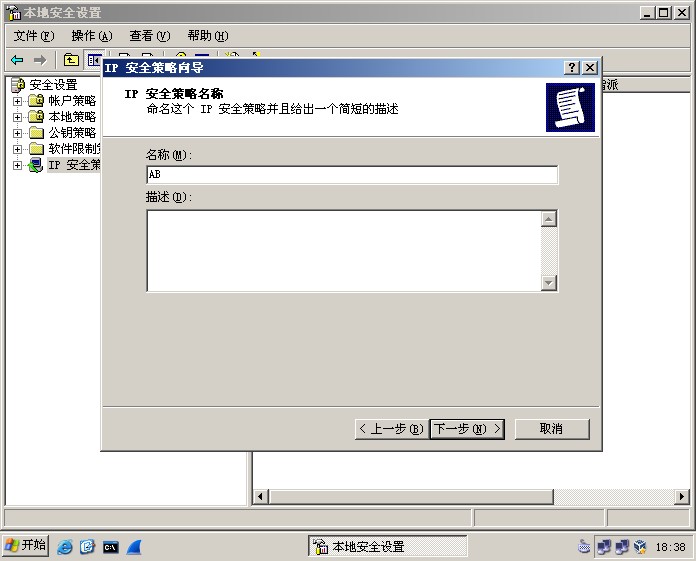 本地安全设置
文件(F) 操作(A) 查看(V) 帮助(H)
安全设置
帐户策略
本地策略
公钥策略
软件限制
IP 安全策
IP 安全策略向导
IP 安全策略名称
命名这个 IP 安全策略并且给出一个简短的描述
名称(M):
AB
描述(D):
< 上一步(B) 下一步(N) > 取消
开始 本地安全设置 18:38